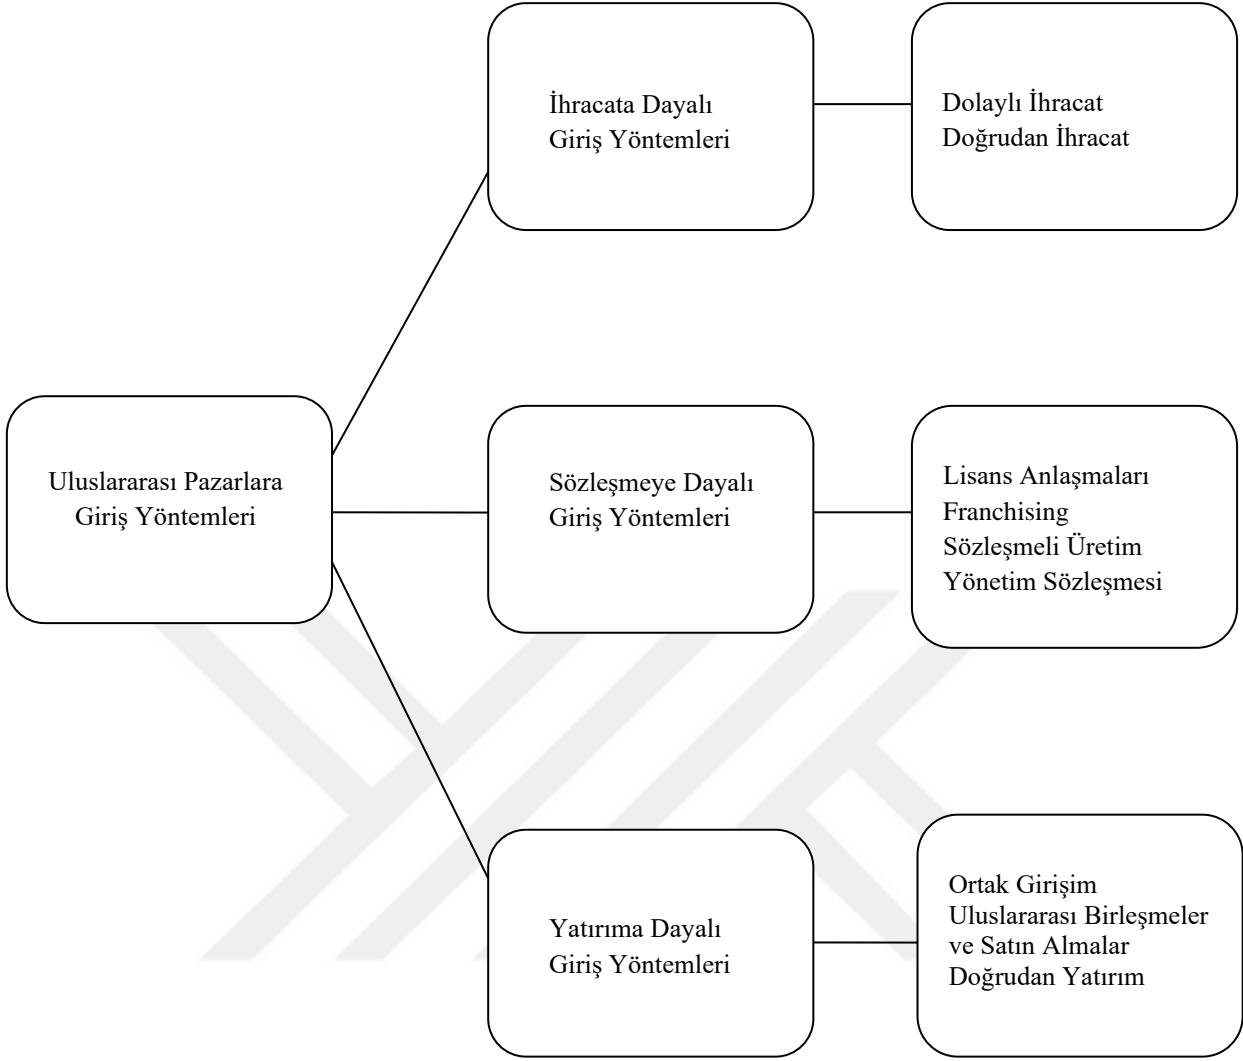 İhracata Dayalı
Giriş Yöntemleri
Dolaylı İhracat
Doğrudan İhracat
Uluslararası Pazarlara
Giriş Yöntemleri
Sözleşmeye Dayalı
Giriş Yöntemleri
Lisans Anlaşmaları
Franchising
Sözleşmeli Üretim
Yönetim Sözleşmesi
Yatırıma Dayalı
Giriş Yöntemleri
Ortak Girişim
Uluslararası Birleşmeler
ve Satın Almalar
Doğrudan Yatırım